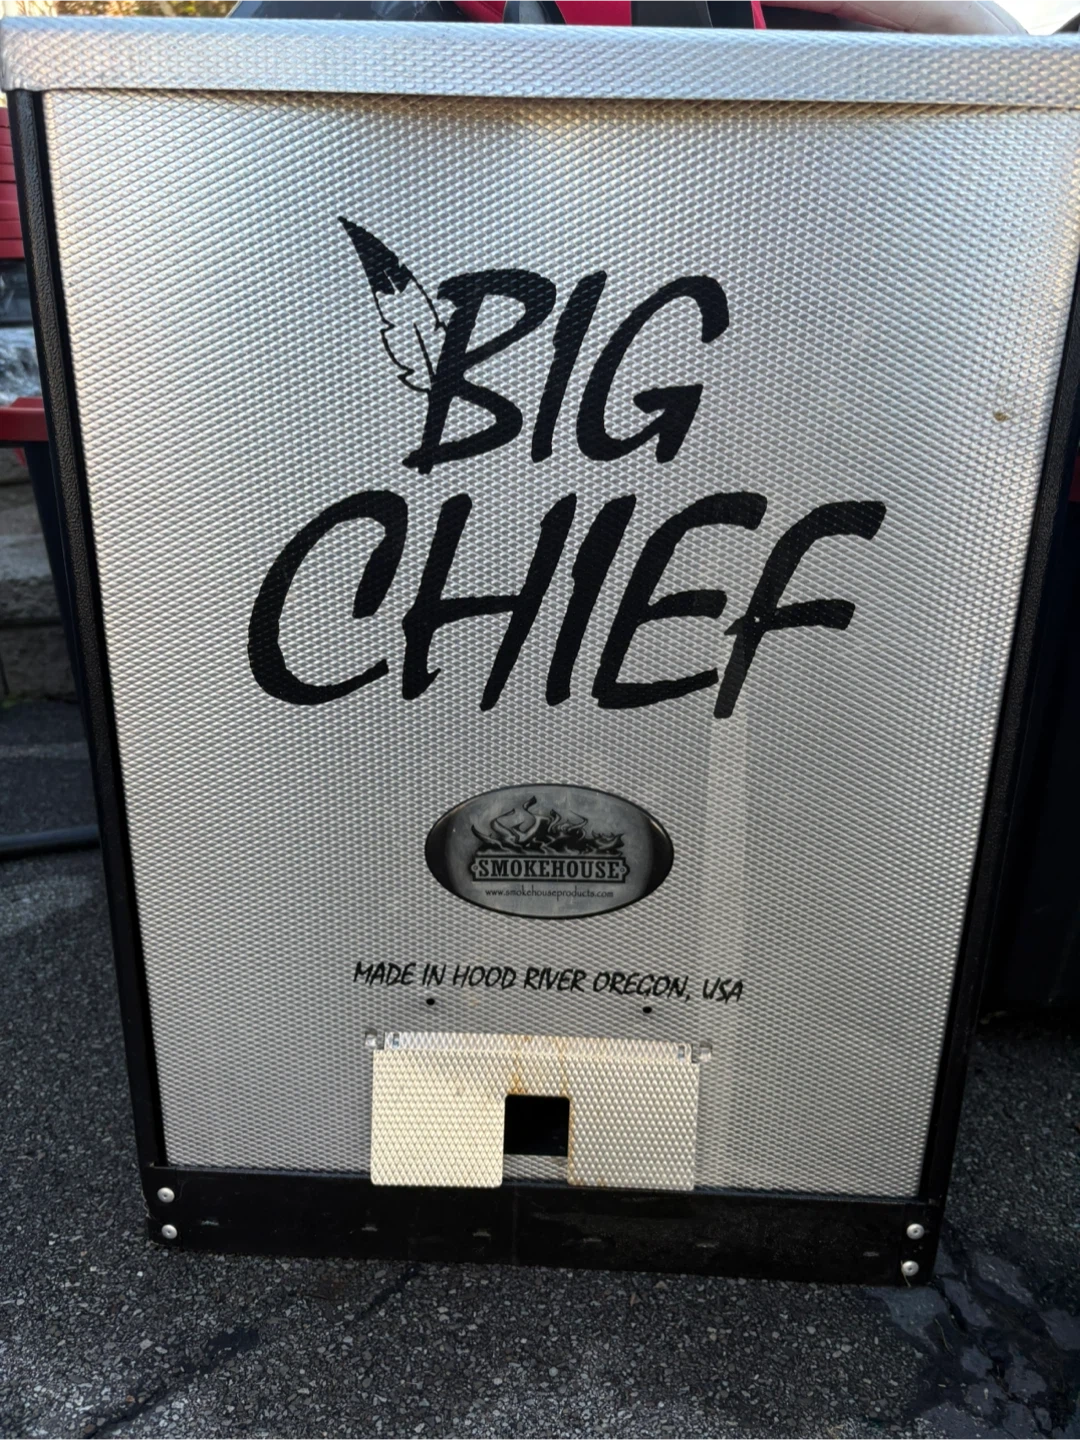 BIG
CHIEF
SMOKEHOUSE
www.smokehouseproducts.com
MADE IN HOOD RIVER OREGON, USA